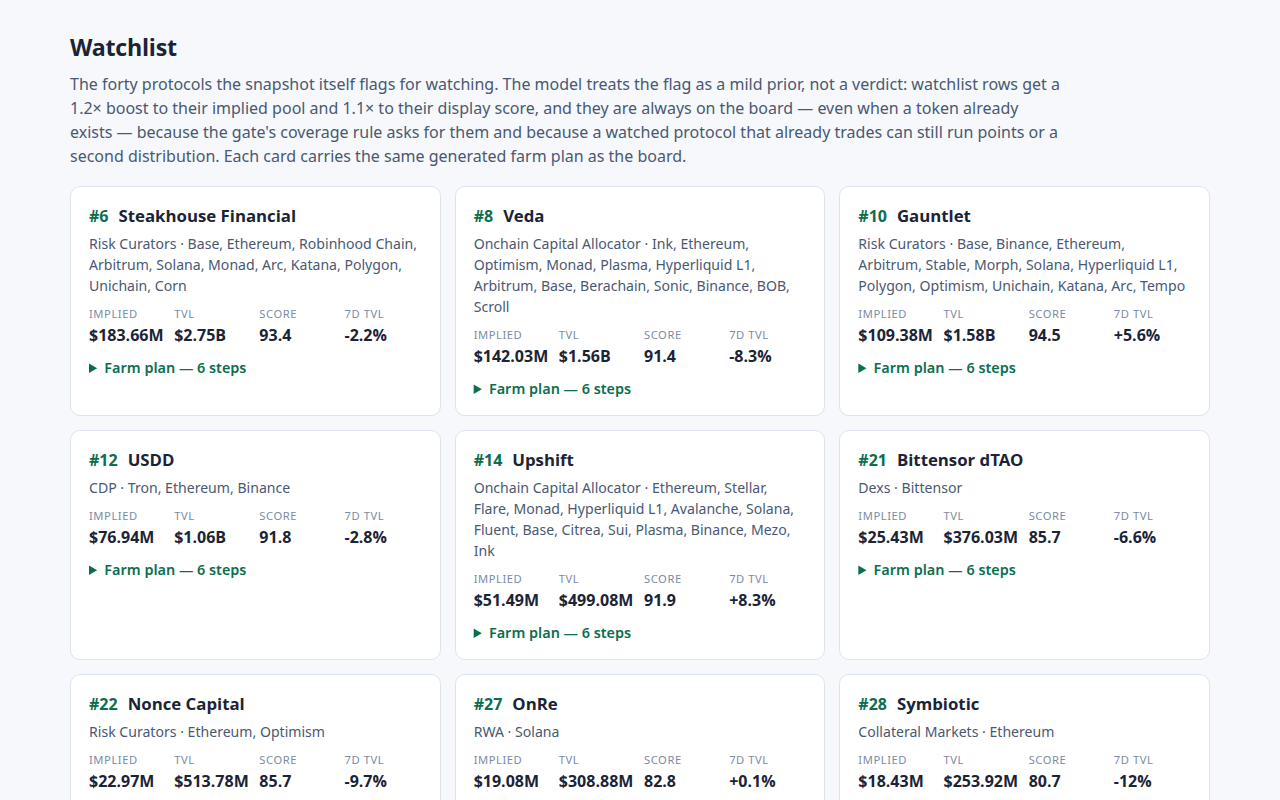 Watchlist
The forty protocols the snapshot itself flags for watching. The model treats the flag as a mild prior, not a verdict: watchlist rows get a
1.2× boost to their implied pool and 1.1× to their display score, and they are always on the board — even when a token already
exists — because the gate's coverage rule asks for them and because a watched protocol that already trades can still run points or a
second distribution. Each card carries the same generated farm plan as the board.
#6 Steakhouse Financial
Risk Curators · Base, Ethereum, Robinhood Chain,
Arbitrum, Solana, Monad, Arc, Katana, Polygon,
Unichain, Corn
IMPLIED TVL SCORE 7D TVL
$183.66M $2.75B 93.4 -2.2%
▶ Farm plan — 6 steps
#8 Veda
Onchain Capital Allocator · Ink, Ethereum,
Optimism, Monad, Plasma, Hyperliquid L1,
Arbitrum, Base, Berachain, Sonic, Binance, BOB,
Scroll
IMPLIED TVL SCORE 7D TVL
$142.03M $1.56B 91.4 -8.3%
▶ Farm plan — 6 steps
#10 Gauntlet
Risk Curators · Base, Binance, Ethereum,
Arbitrum, Stable, Morph, Solana, Hyperliquid L1,
Polygon, Optimism, Unichain, Katana, Arc, Tempo
IMPLIED TVL SCORE 7D TVL
$109.38M $1.58B 94.5 +5.6%
▶ Farm plan — 6 steps
#12 USDD
CDP · Tron, Ethereum, Binance
IMPLIED TVL SCORE 7D TVL
$76.94M $1.06B 91.8 -2.8%
▶ Farm plan — 6 steps
#14 Upshift
Onchain Capital Allocator · Ethereum, Stellar,
Flare, Monad, Hyperliquid L1, Avalanche, Solana,
Fluent, Base, Citrea, Sui, Plasma, Binance, Mezo,
Ink
IMPLIED TVL SCORE 7D TVL
$51.49M $499.08M 91.9 +8.3%
▶ Farm plan — 6 steps
#21 Bittensor dTAO
Dexs · Bittensor
IMPLIED TVL SCORE 7D TVL
$25.43M $376.03M 85.7 -6.6%
▶ Farm plan — 6 steps
#22 Nonce Capital
Risk Curators · Ethereum, Optimism
IMPLIED TVL SCORE 7D TVL
$22.97M $513.78M 85.7 -9.7%
#27 OnRe
RWA · Solana
IMPLIED TVL SCORE 7D TVL
$19.08M $308.88M 82.8 +0.1%
#28 Symbiotic
Collateral Markets · Ethereum
IMPLIED TVL SCORE 7D TVL
$18.43M $253.92M 80.7 -12%